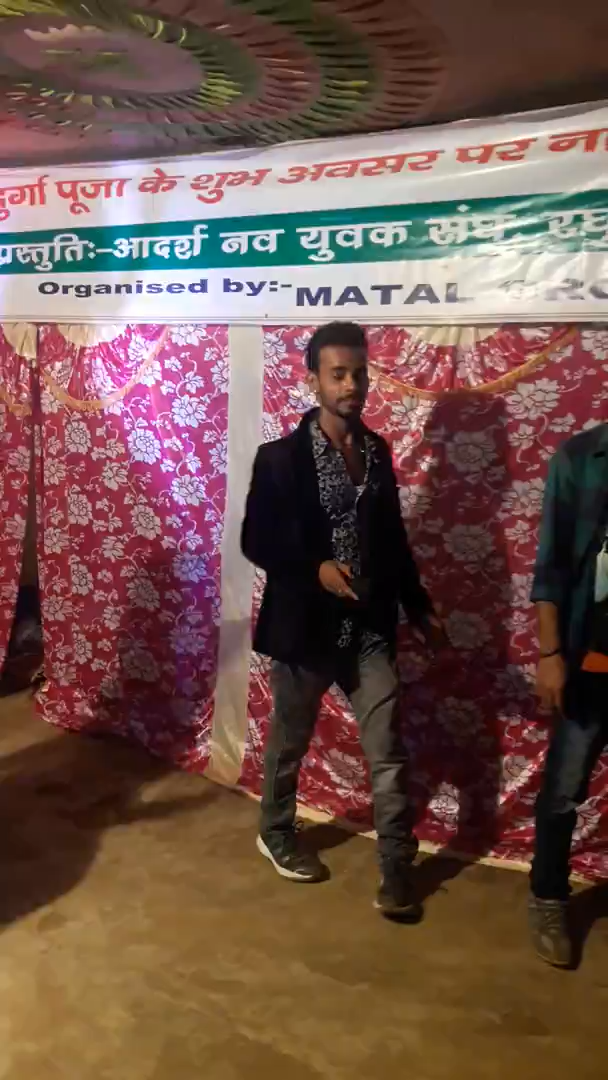 दुर्गा पूजा के शुभ अवसर पर
प्रस्तुतिः-आदर्श नव युवक संघ
Organised by:- MATAL